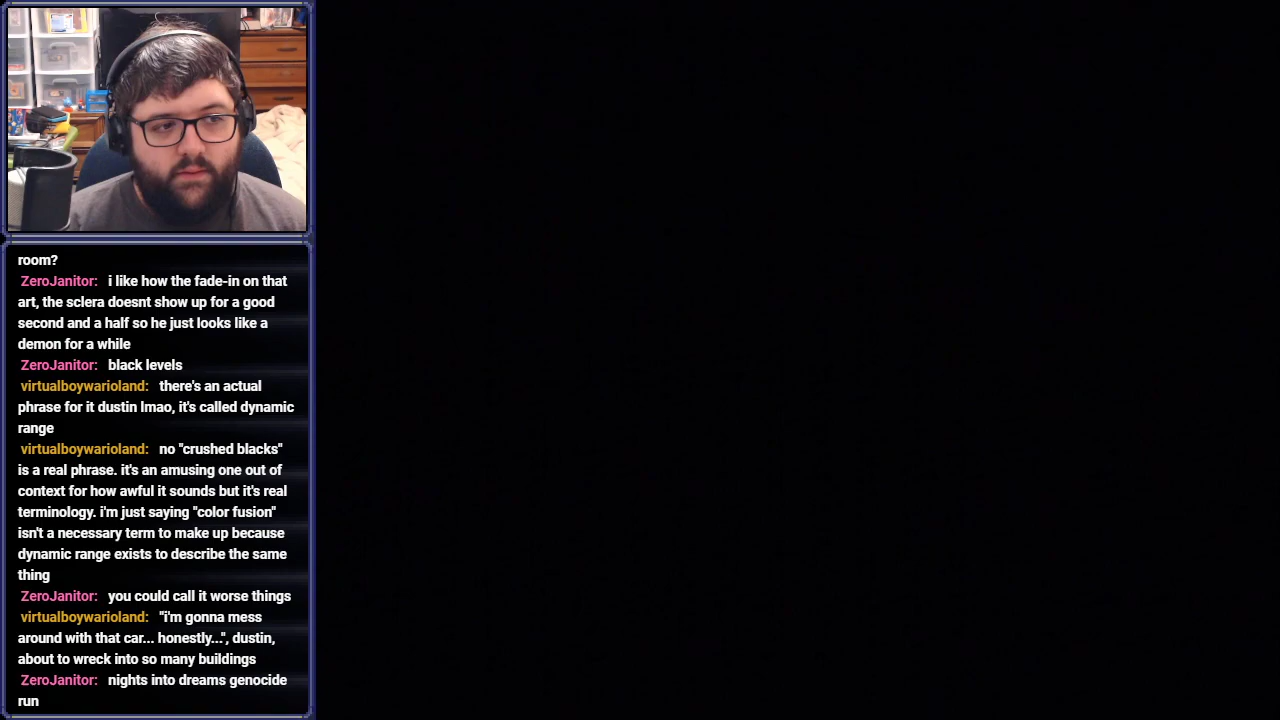 room?
ZeroJanitor: i like how the fade-in on that
art, the sclera doesnt show up for a good
second and a half so he just looks like a
demon for a while
ZeroJanitor: black levels
virtualboywarioland: there's an actual
phrase for it dustin lmao, it's called dynamic
range
virtualboywarioland: no "crushed blacks"
is a real phrase. it's an amusing one out of
context for how awful it sounds but it's real
terminology. i'm just saying "color fusion"
isn't a necessary term to make up because
dynamic range exists to describe the same
thing
ZeroJanitor: you could call it worse things
virtualboywarioland: "i'm gonna mess
around with that car... honestly...", dustin,
about to wreck into so many buildings
ZeroJanitor: nights into dreams genocide
run